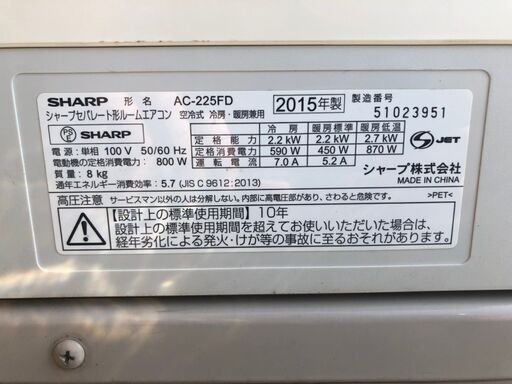 SHARP 形名 AC-225FD 2015年製 製造番号
シャープセパレート形ルームエアコン 空冷式 冷房・暖房兼用 51023951
PSE SHARP 冷房 暖房標準 暖房低温
定格能力 2.2kW 2.2kW 2.7kW
電源：単相 100 V 50/60 Hz 定格消費電力 590 W 450 W 870 W JET
電動機の定格消費電力： 800 W 運転電流 7.0 A 5.2 A
質量：8 kg シャープ株式会社
通年エネルギー消費効率：5.7 (JIS C 9612：2013) MADE IN CHINA
高圧注意 サービスマン以外の人は分解しない。内部に高電圧部があり、さわると危険です。 >PET<
【設計上の標準使用期間】10年
設計上の標準使用期間を超えてお使いいただいた場合は、
経年劣化による発火・けが等の事故に至るおそれがあります。